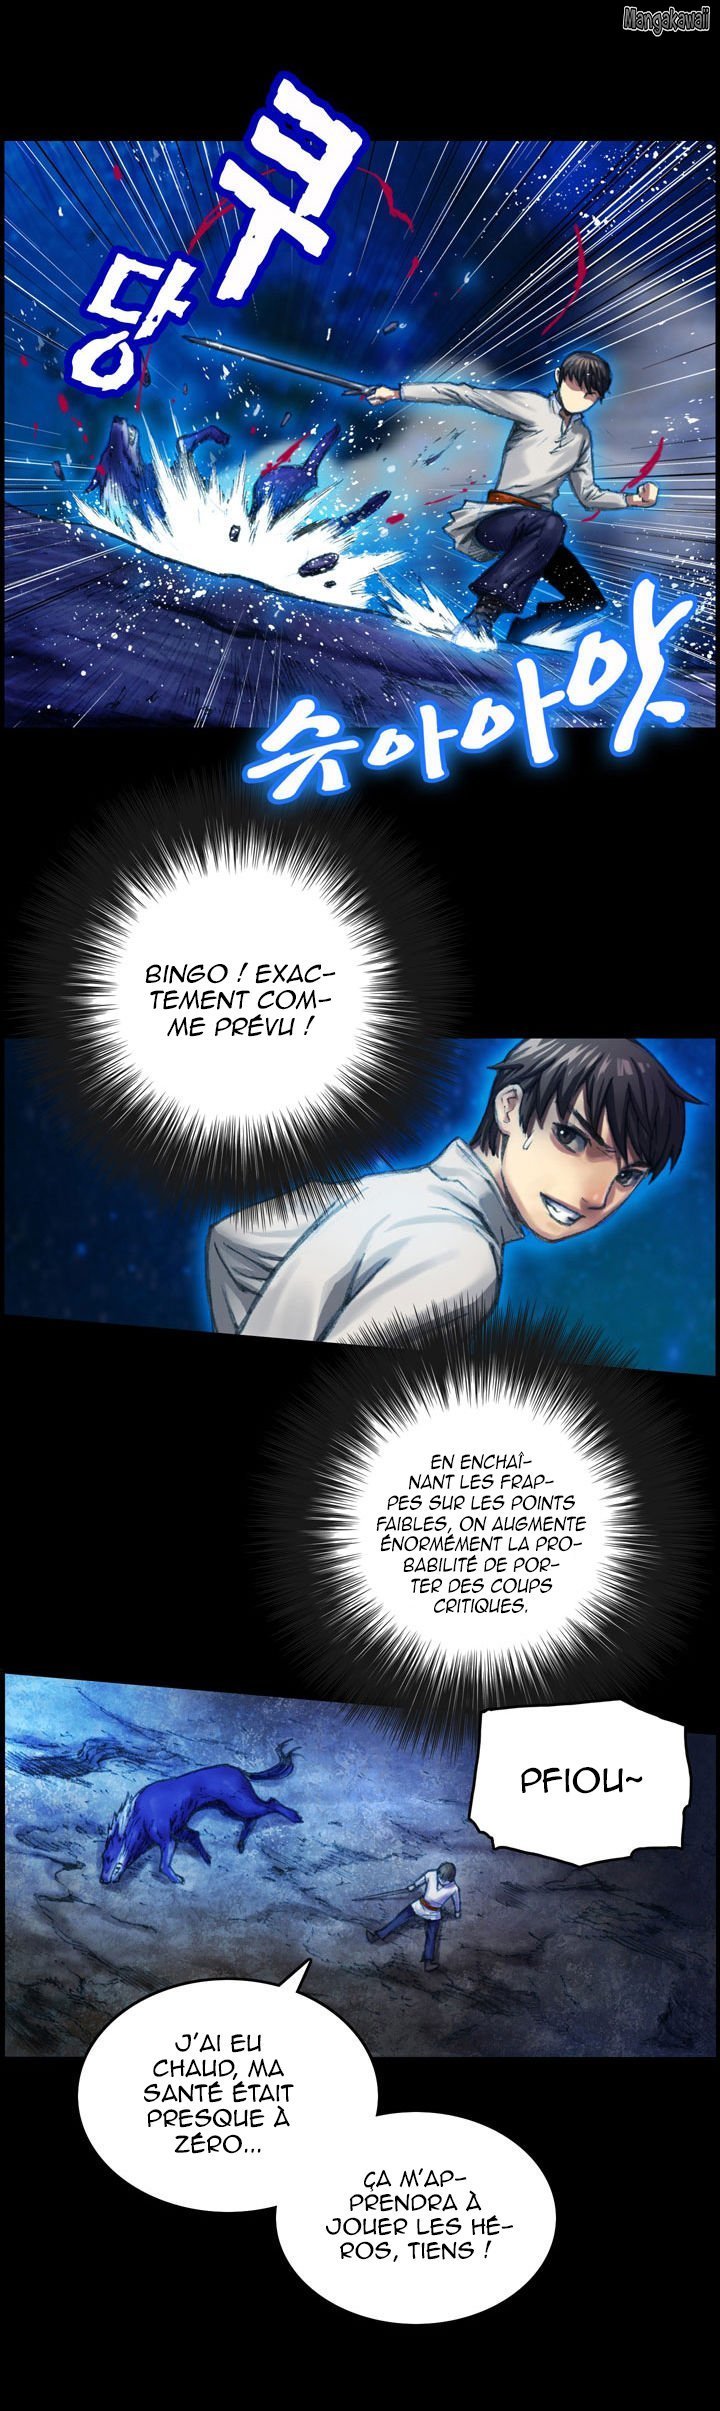 Mangakawaii
쿠
당
슈아아앗
BINGO ! EXAC-
TEMENT COM-
ME PRÉVU !
EN ENCHAÎ-
NANT LES FRAP-
PES SUR LES POINTS
FAIBLES, ON AUGMENTE
ÉNORMÉMENT LA PRO-
BABILITÉ DE POR-
TER DES COUPS
CRITIQUES.
PFIOU~
J'AI EU
CHAUD, MA
SANTÉ ÉTAIT
PRESQUE À
ZÉRO...
ÇA M'AP-
PRENDRA À
JOUER LES HÉ-
ROS, TIENS !